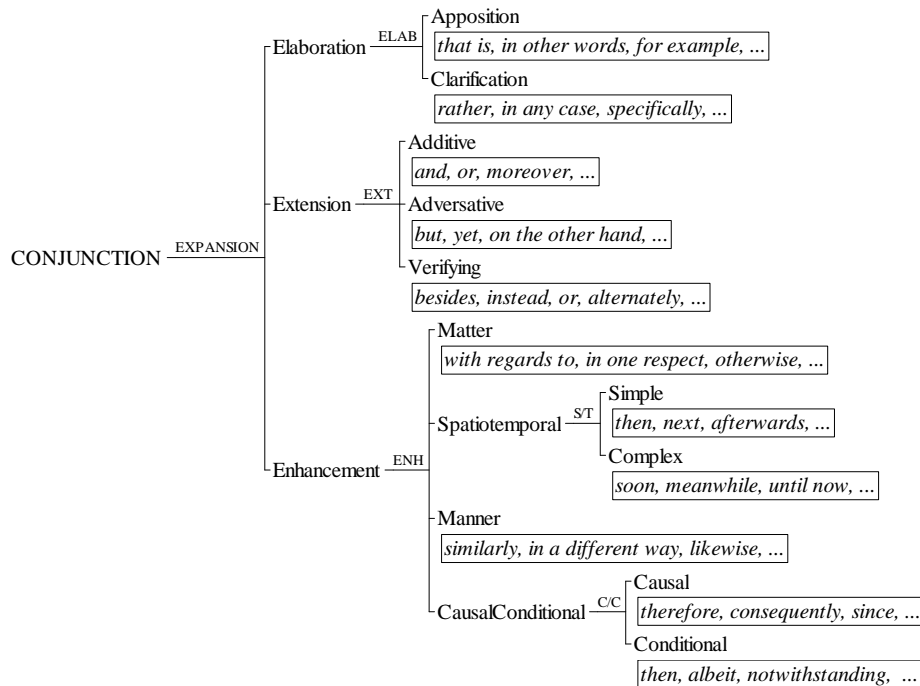 Apposition
Elaboration ELAB
that is, in other words, for example, ...
Clarification
rather, in any case, specifically, ...
Additive
and, or, moreover, ...
Extension EXT Adversative
but, yet, on the other hand, ...
CONJUNCTION EXPANSION
Verifying
besides, instead, or, alternately, ...
Matter
with regards to, in one respect, otherwise, ...
Simple
Spatiotemporal S/T
then, next, afterwards, ...
Complex
Enhancement ENH
soon, meanwhile, until now, ...
Manner
similarly, in a different way, likewise, ...
Causal
CausalConditional C/C
therefore, consequently, since, ...
Conditional
then, albeit, notwithstanding, ...